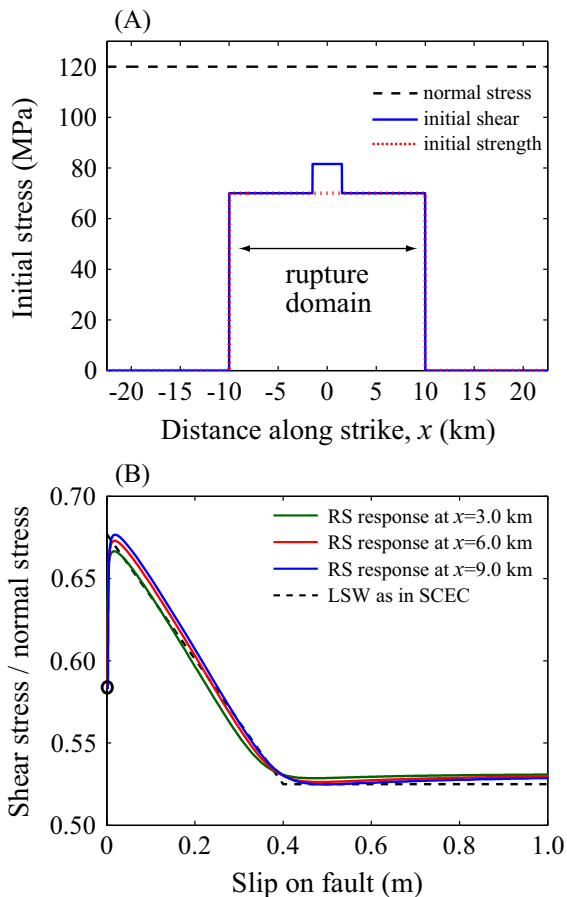 (A)
120
100
80
60
40
20
0
Initial stress (MPa)
normal stress
initial shear
initial strength
rupture
domain
-20 -15 -10 -5 0 5 10 15 20
Distance along strike, x (km)
(B)
0.70
0.65
0.60
0.55
0.50
Shear stress / normal stress
RS response at x=3.0 km
RS response at x=6.0 km
RS response at x=9.0 km
LSW as in SCEC
0 0.2 0.4 0.6 0.8 1.0
Slip on fault (m)